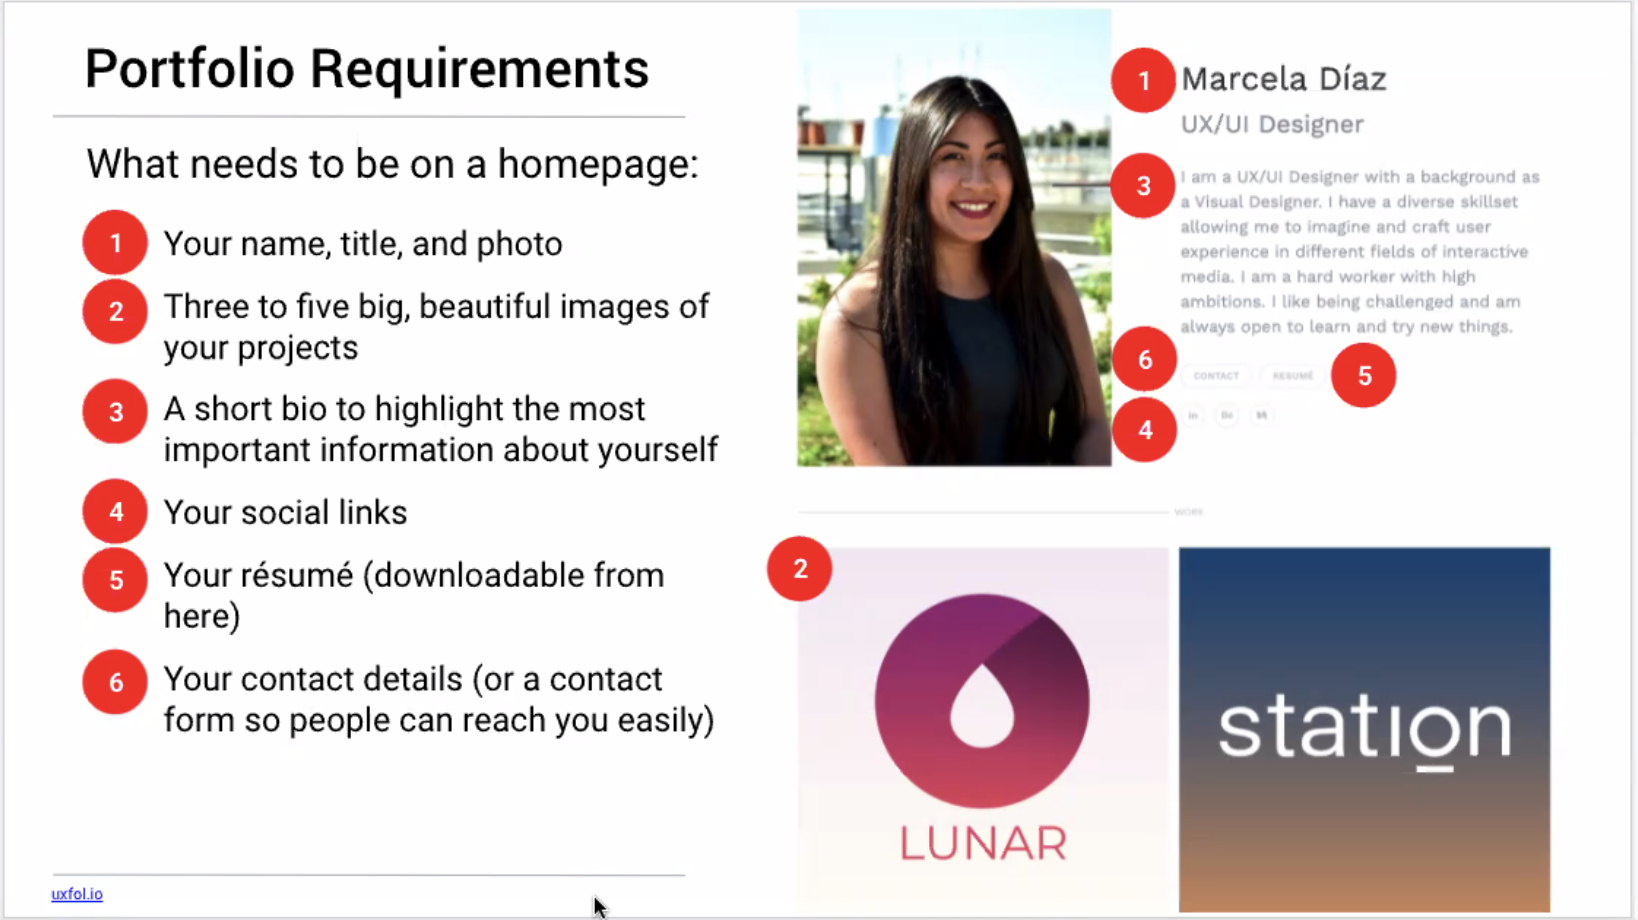 Portfolio Requirements
What needs to be on a homepage:
1 Your name, title, and photo
2 Three to five big, beautiful images of
your projects
3 A short bio to highlight the most
important information about yourself
4 Your social links
5 Your résumé (downloadable from
here)
6 Your contact details (or a contact
form so people can reach you easily)
uxfol.io
1 Marcela Díaz
UX/UI Designer
3 I am a UX/UI Designer with a background as
a Visual Designer. I have a diverse skillset
allowing me to imagine and craft user
experience in different fields of interactive
media. I am a hard worker with high
ambitions. I like being challenged and am
always open to learn and try new things.
6 CONTACT RESUMÉ 5
4 in Be
WORK
2
LUNAR
station